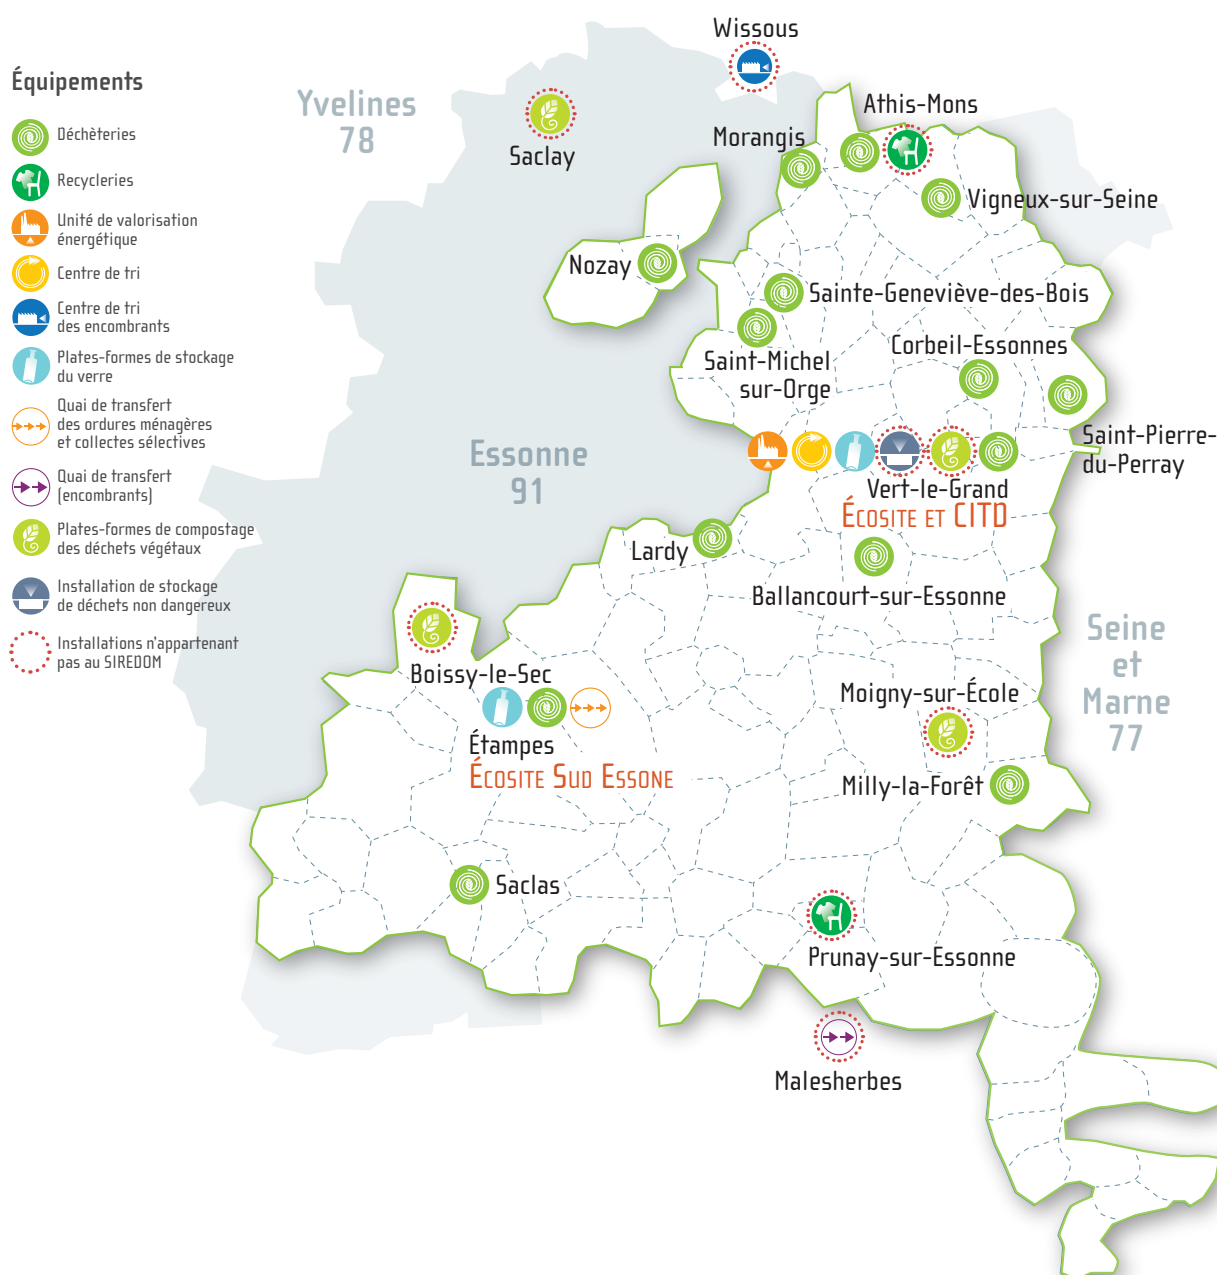 Équipements
Déchèteries
Recycleries
Unité de valorisation
énergétique
Centre de tri
Centre de tri
des encombrants
Plates-formes de stockage
du verre
Quai de transfert
des ordures ménagères
et collectes sélectives
Quai de transfert
(encombrants)
Plates-formes de compostage
des déchets végétaux
Installation de stockage
de déchets non dangereux
Installations n'appartenant
pas au SIREDOM
Wissous
Yvelines
78
Saclay
Athis-Mons
Morangis
Vigneux-sur-Seine
Nozay
Sainte-Geneviève-des-Bois
Saint-Michel
sur-Orge
Corbeil-Essonnes
Saint-Pierre-
du-Perray
Essonne
91
Vert-le-Grand
Écosite et CITD
Lardy
Ballancourt-sur-Essonne
Seine
et
Marne
77
Boissy-le-Sec
Moigny-sur-École
Étampes
Écosite Sud Essone
Milly-la-Forêt
Saclas
Prunay-sur-Essonne
Malesherbes